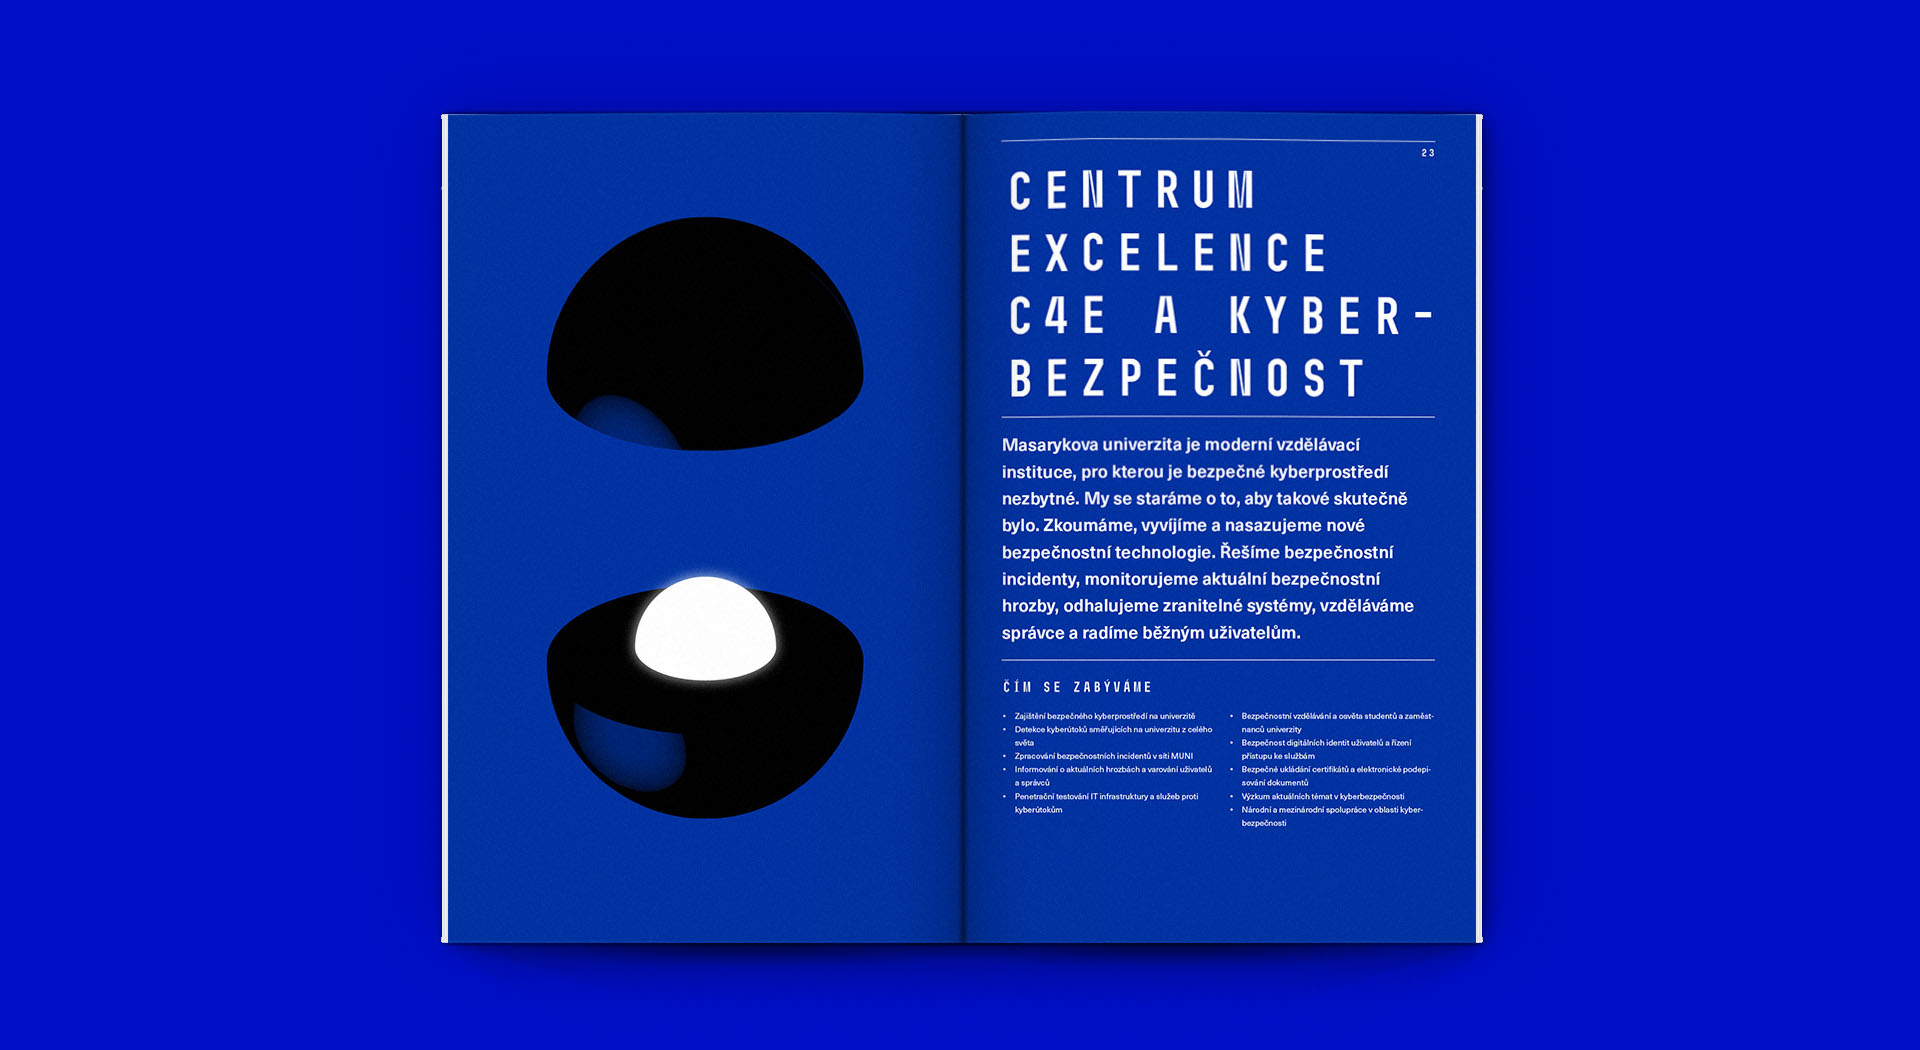 23
CENTRUM
EXCELENCE
C4E A KYBER-
BEZPEČNOST
Masarykova univerzita je moderní vzdělávací
instituce, pro kterou je bezpečné kyberprostředí
nezbytné. My se staráme o to, aby takové skutečně
bylo. Zkoumáme, vyvíjíme a nasazujeme nové
bezpečnostní technologie. Řešíme bezpečnostní
incidenty, monitorujeme aktuální bezpečnostní
hrozby, odhalujeme zranitelné systémy, vzděláváme
správce a radíme běžným uživatelům.
ČÍM SE ZABÝVÁME
• Zajištění bezpečného kyberprostředí na univerzitě
• Detekce kyberútoků směřujících na univerzitu z celého
světa
• Zpracování bezpečnostních incidentů v síti MUNI
• Informování o aktuálních hrozbách a varování uživatelů
a správců
• Penetrační testování IT infrastruktury a služeb proti
kyberútokům
• Bezpečnostní vzdělávání a osvěta studentů a zaměst-
nanců univerzity
• Bezpečnost digitálních identit uživatelů a řízení
přístupu ke službám
• Bezpečné ukládání certifikátů a elektronické podepi-
sování dokumentů
• Výzkum aktuálních témat v kyberbezpečnosti
• Národní a mezinárodní spolupráce v oblasti kyber-
bezpečnosti